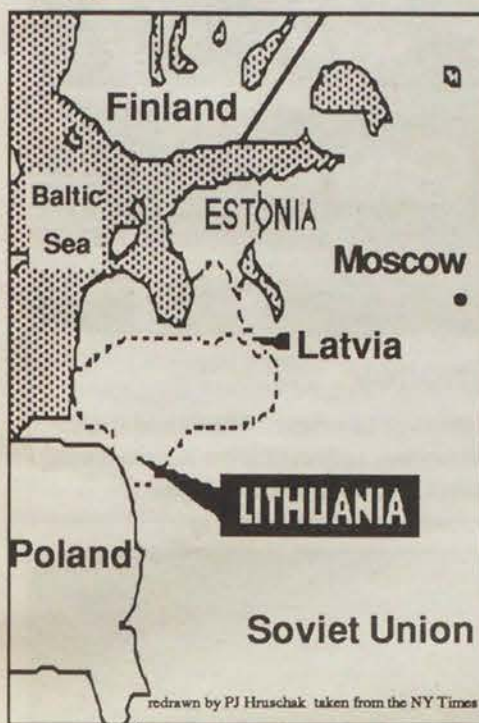 Finland
Baltic
Sea
ESTONIA
Moscow
Latvia
LITHUANIA
Poland
Soviet Union
redrawn by PJ Hruschak taken from the NY Times